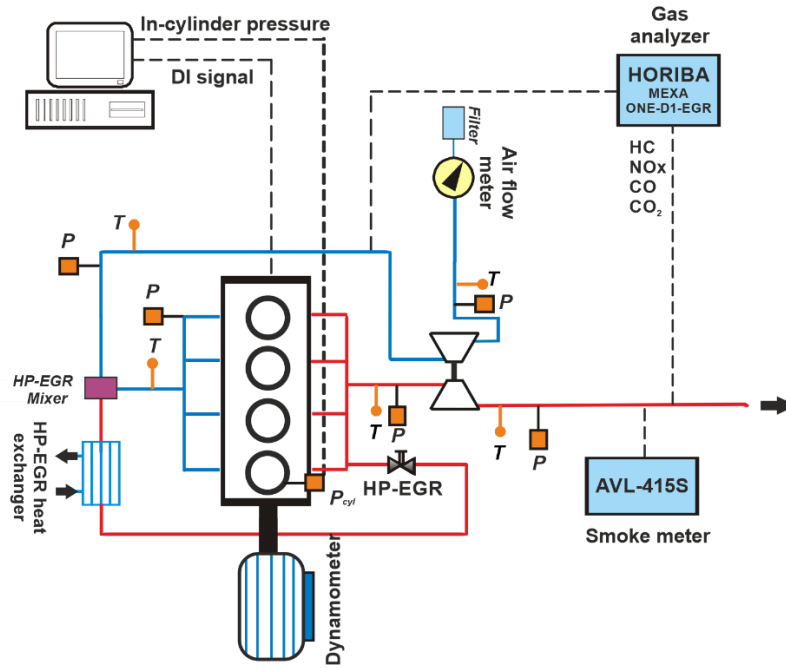 In-cylinder pressure
DI signal
Gas
analyzer
HORIBA
MEXA
ONE-D1-EGR
HC
NOx
CO
CO₂
Filter
Air flow
meter
T
P
P
T
T
P
HP-EGR
Mixer
HP-EGR heat
exchanger
T
P
T
P
Pcyl
HP-EGR
AVL-415S
Smoke meter
Dynamometer